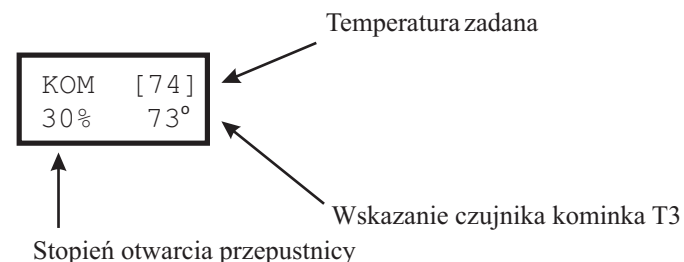 Temperatura zadana
KOM [74]
30% 73°
Wskazanie czujnika kominka T3
Stopień otwarcia przepustnicy